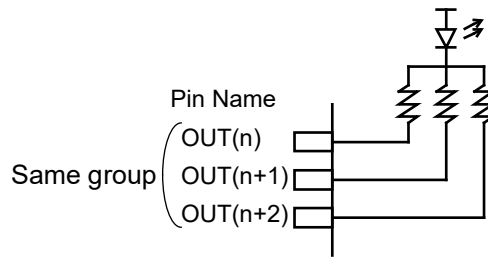 Pin Name
OUT(n)
Same group
OUT(n+1)
OUT(n+2)